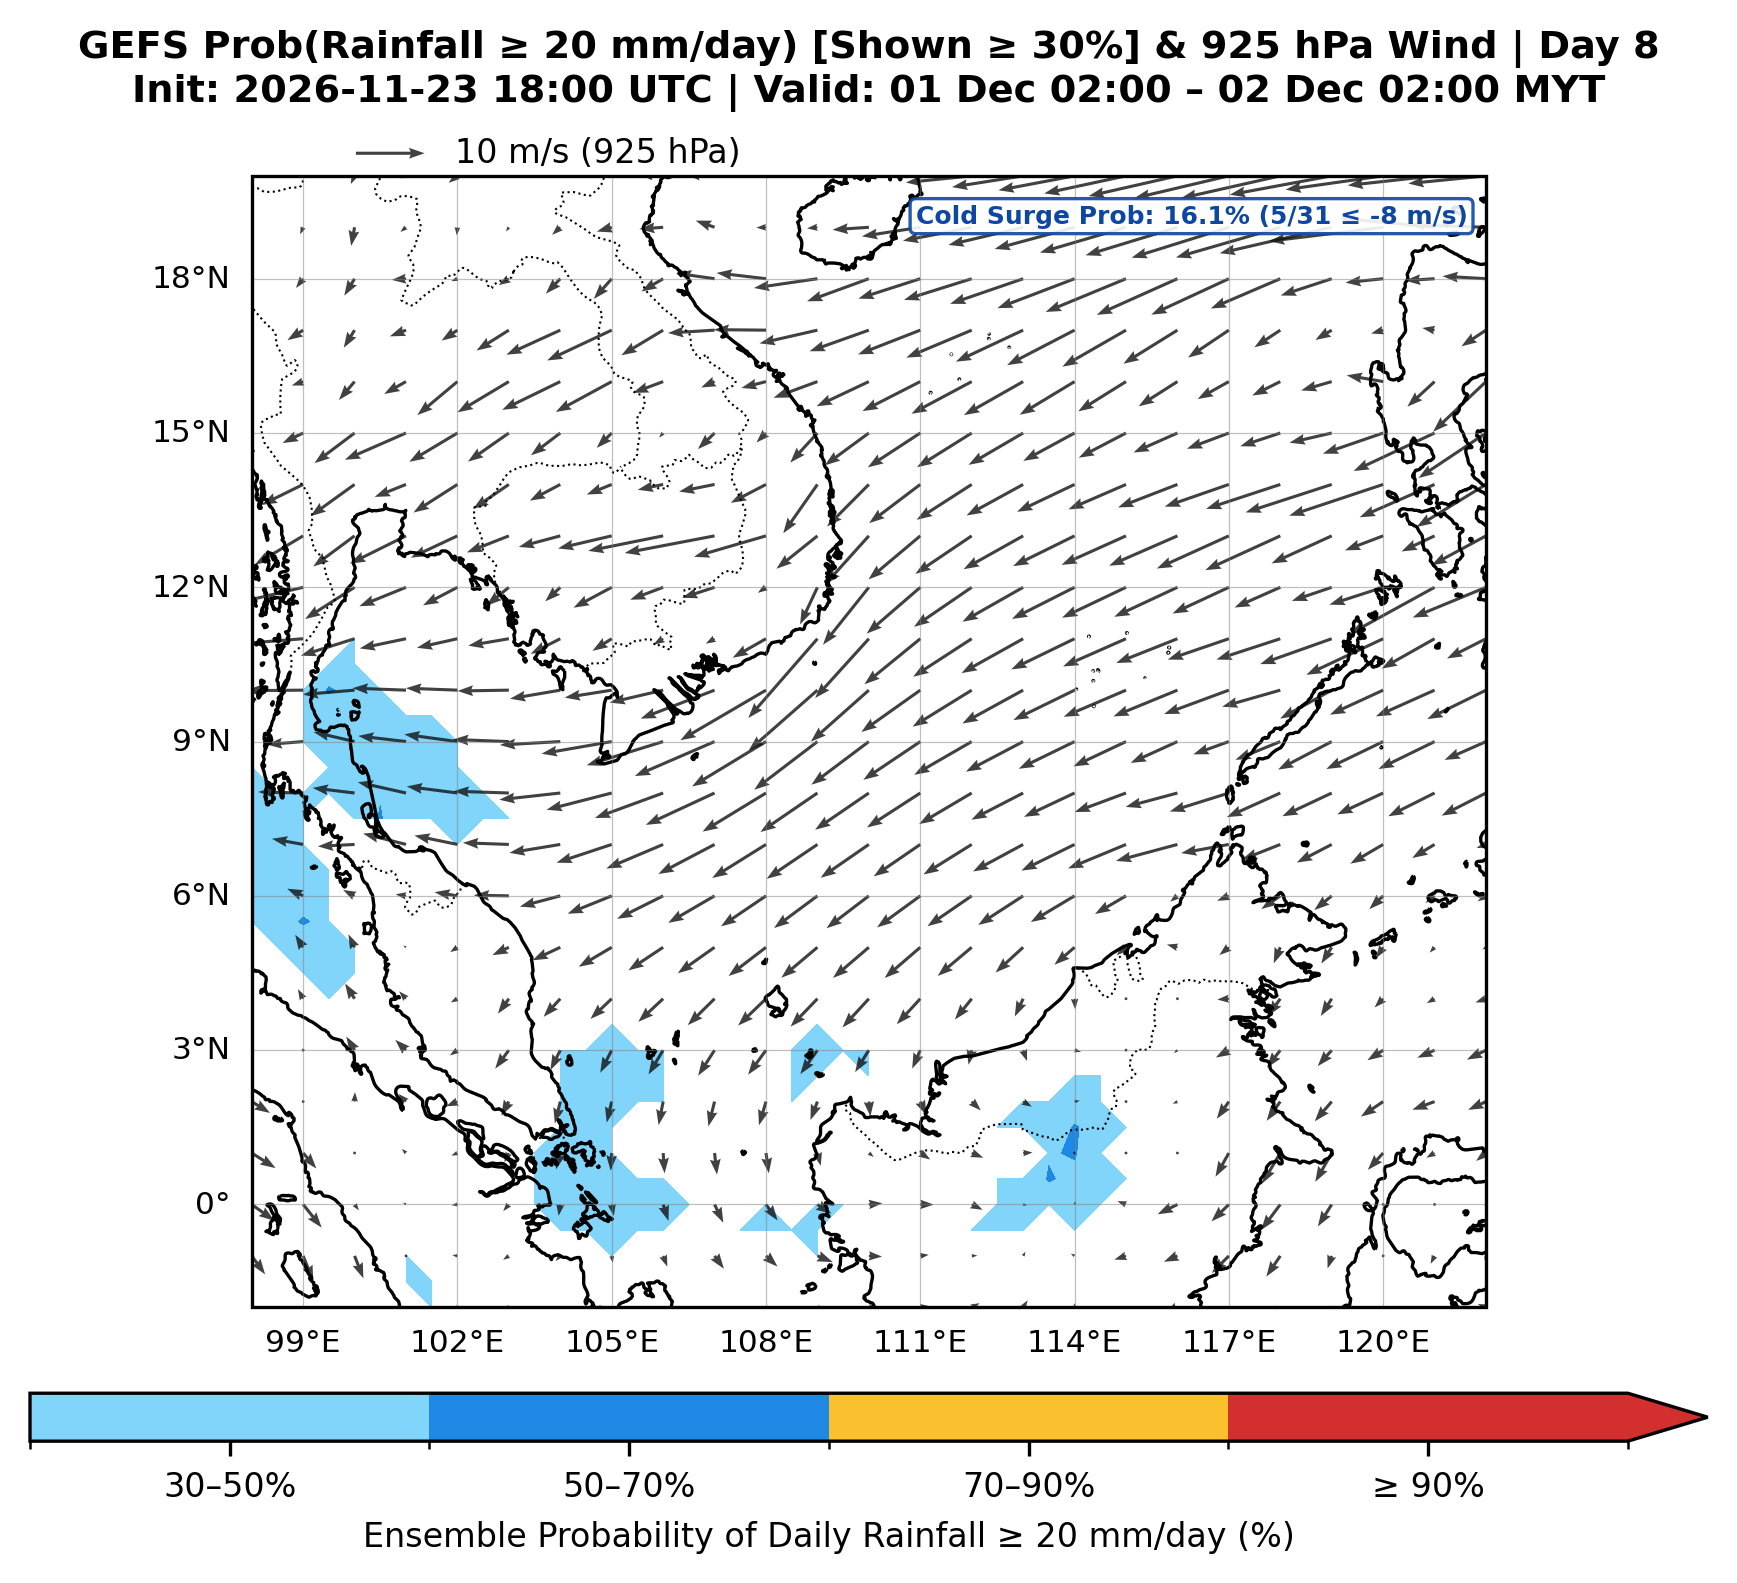 GEFS Prob(Rainfall ≥ 20 mm/day) [Shown ≥ 30%] & 925 hPa Wind | Day 8
Init: 2026-11-23 18:00 UTC | Valid: 01 Dec 02:00 – 02 Dec 02:00 MYT
10 m/s (925 hPa)
Cold Surge Prob: 16.1% (5/31 ≤ -8 m/s)
18°N
15°N
12°N
9°N
6°N
3°N
0°
99°E 102°E 105°E 108°E 111°E 114°E 117°E 120°E
30–50% 50–70% 70–90% ≥ 90%
Ensemble Probability of Daily Rainfall ≥ 20 mm/day (%)